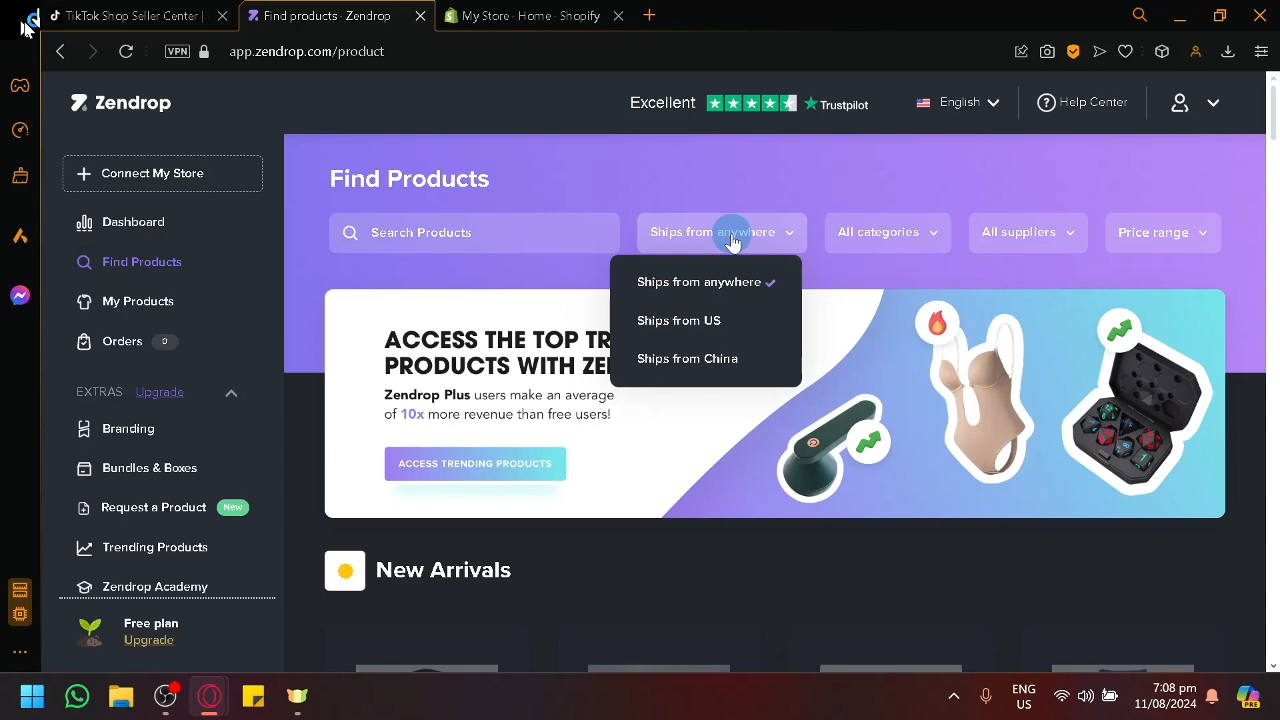 TikTok Shop Seller Center |
Find products - Zendrop
My Store · Home · Shopify
VPN
app.zendrop.com/product
Zendrop
Excellent
Trustpilot
English
Help Center
Connect My Store
Dashboard
Find Products
My Products
Orders 0
EXTRAS Upgrade
Branding
Bundles & Boxes
Request a Product New
Trending Products
Zendrop Academy
Free plan
Upgrade
Find Products
Search Products
Ships from anywhere
All categories
All suppliers
Price range
Ships from anywhere
Ships from US
Ships from China
ACCESS THE TOP TR
PRODUCTS WITH ZE
Zendrop Plus users make an average
of 10x more revenue than free users!
ACCESS TRENDING PRODUCTS
New Arrivals
ENG
US
7:08 pm
11/08/2024
PRE